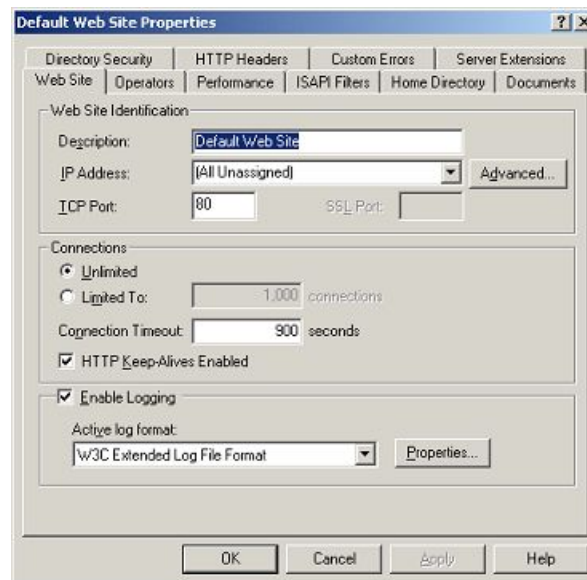 Default Web Site Properties
Directory Security HTTP Headers Custom Errors Server Extensions
Web Site Operators Performance ISAPI Filters Home Directory Documents
Web Site Identification
Description: Default Web Site
IP Address: (All Unassigned) Advanced...
TCP Port: 80 SSL Port:
Connections
Unlimited
Limited To: 1,000 connections
Connection Timeout: 900 seconds
HTTP Keep-Alives Enabled
Enable Logging
Active log format:
W3C Extended Log File Format Properties...
OK Cancel Apply Help